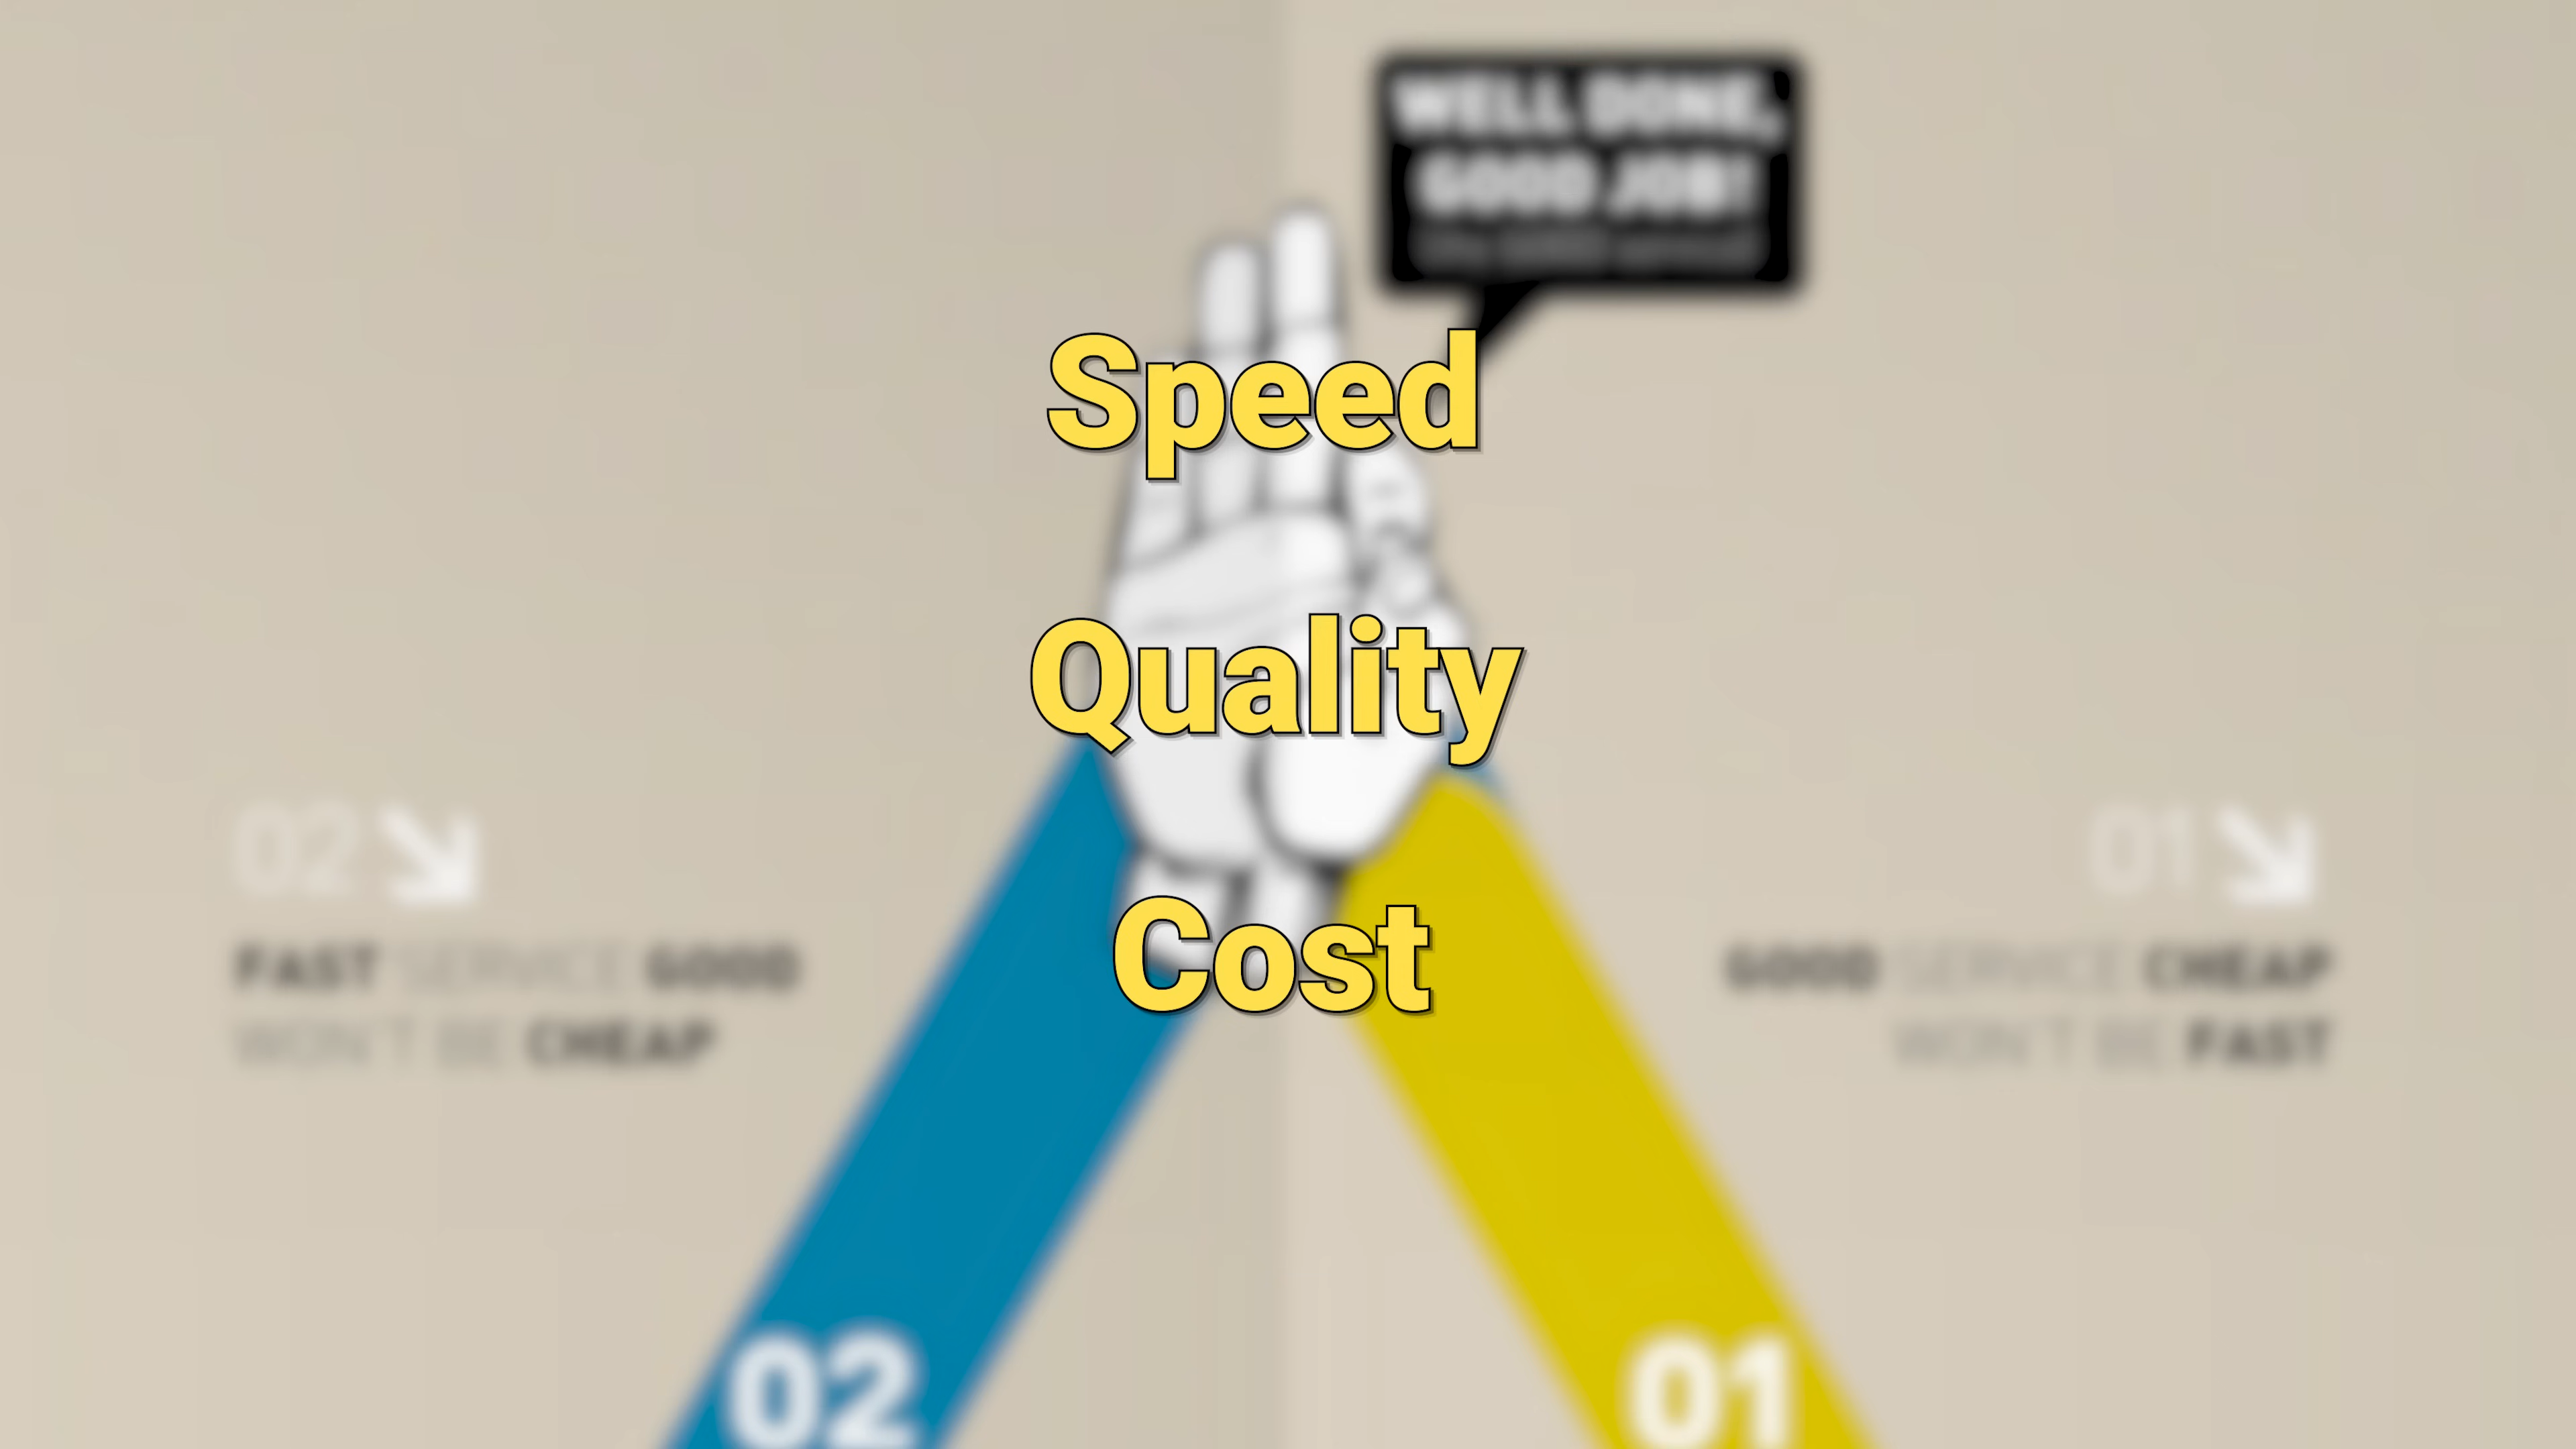 WELL DONE,
GOOD JOB!
Speed
Quality
Cost
02
FAST SERVICE GOOD
WON'T BE CHEAP
01
GOOD SERVICE CHEAP
WON'T BE FAST
02
01